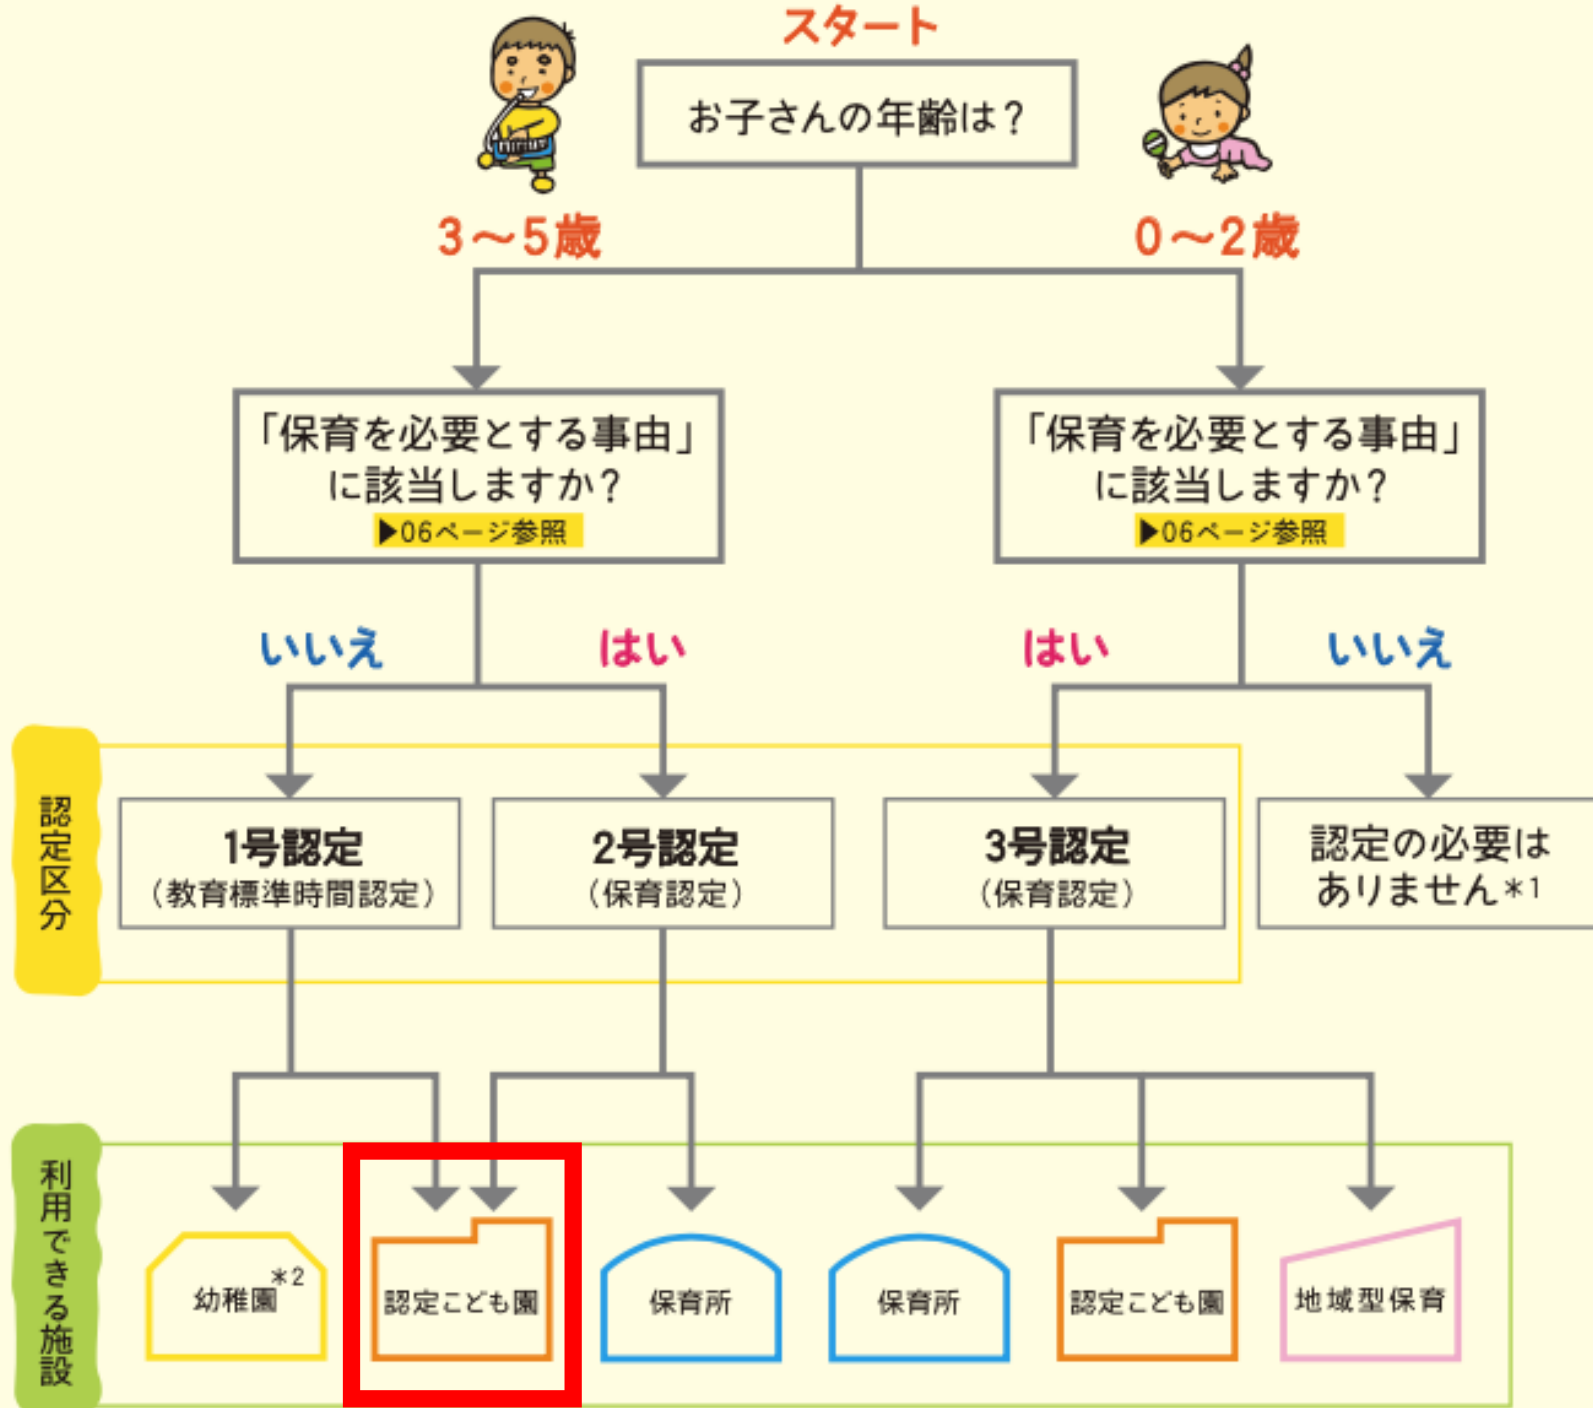 スタート
お子さんの年齢は？
3～5歳
0～2歳
「保育を必要とする事由」
に該当しますか？
▶06ページ参照
「保育を必要とする事由」
に該当しますか？
▶06ページ参照
いいえ
はい
はい
いいえ
認定区分
1号認定
（教育標準時間認定）
2号認定
（保育認定）
3号認定
（保育認定）
認定の必要は
ありません*1
利用できる施設
幼稚園*2
認定こども園
保育所
保育所
認定こども園
地域型保育